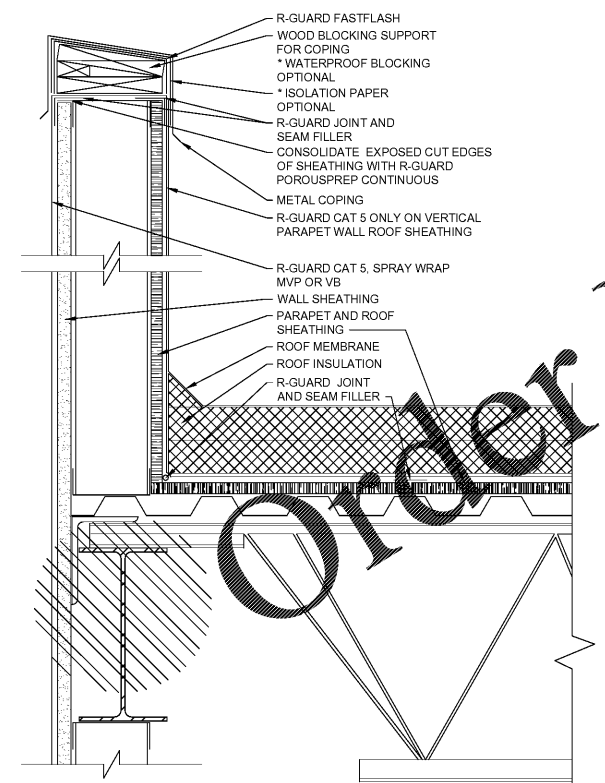 R-GUARD FASTFLASH
WOOD BLOCKING SUPPORT
FOR COPING
* WATERPROOF BLOCKING
OPTIONAL
* ISOLATION PAPER
OPTIONAL
R-GUARD JOINT AND
SEAM FILLER
CONSOLIDATE EXPOSED CUT EDGES
OF SHEATHING WITH R-GUARD
POROUSPREP CONTINUOUS
METAL COPING
R-GUARD CAT 5 ONLY ON VERTICAL
PARAPET WALL ROOF SHEATHING
R-GUARD CAT 5, SPRAY WRAP
MVP OR VB
WALL SHEATHING
PARAPET AND ROOF
SHEATHING
ROOF MEMBRANE
ROOF INSULATION
R-GUARD JOINT
AND SEAM FILLER
Order